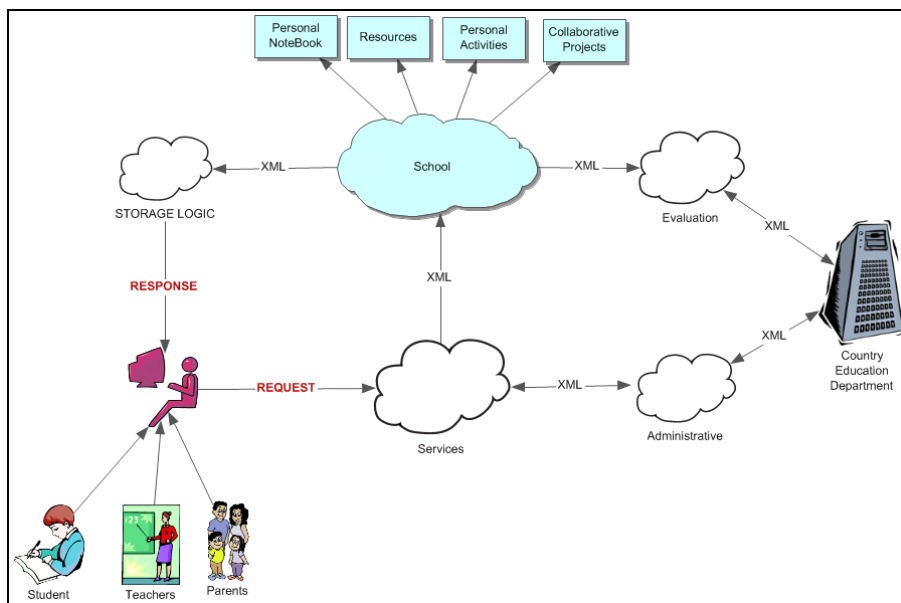 Personal
NoteBook
Resources
Personal
Activities
Collaborative
Projects
School
XML
XML
STORAGE LOGIC
Evaluation
XML
XML
RESPONSE
XML
Country
Education
Department
REQUEST
XML
Services
Administrative
123
Student
Teachers
Parents